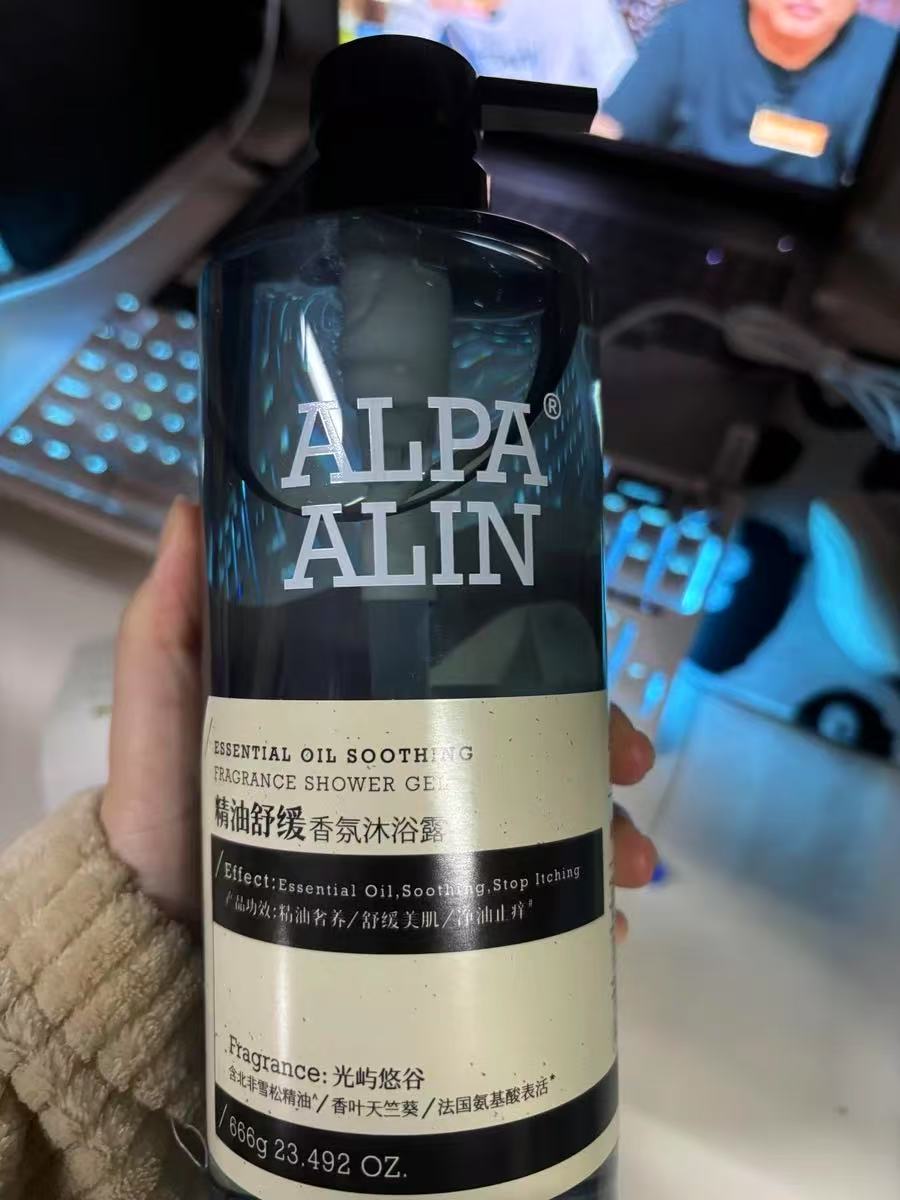 ALPA®
ALIN
ESSENTIAL OIL SOOTHING
FRAGRANCE SHOWER GEL
精油舒缓香氛沐浴露
/Effect:Essential Oil,Soothing,Stop Itching
产品功效:精油奢养/舒缓美肌/净油止痒#
Fragrance:光屿悠谷
含北非雪松精油^/香叶天竺葵/法国氨基酸表活*
/666g 23.492 OZ.